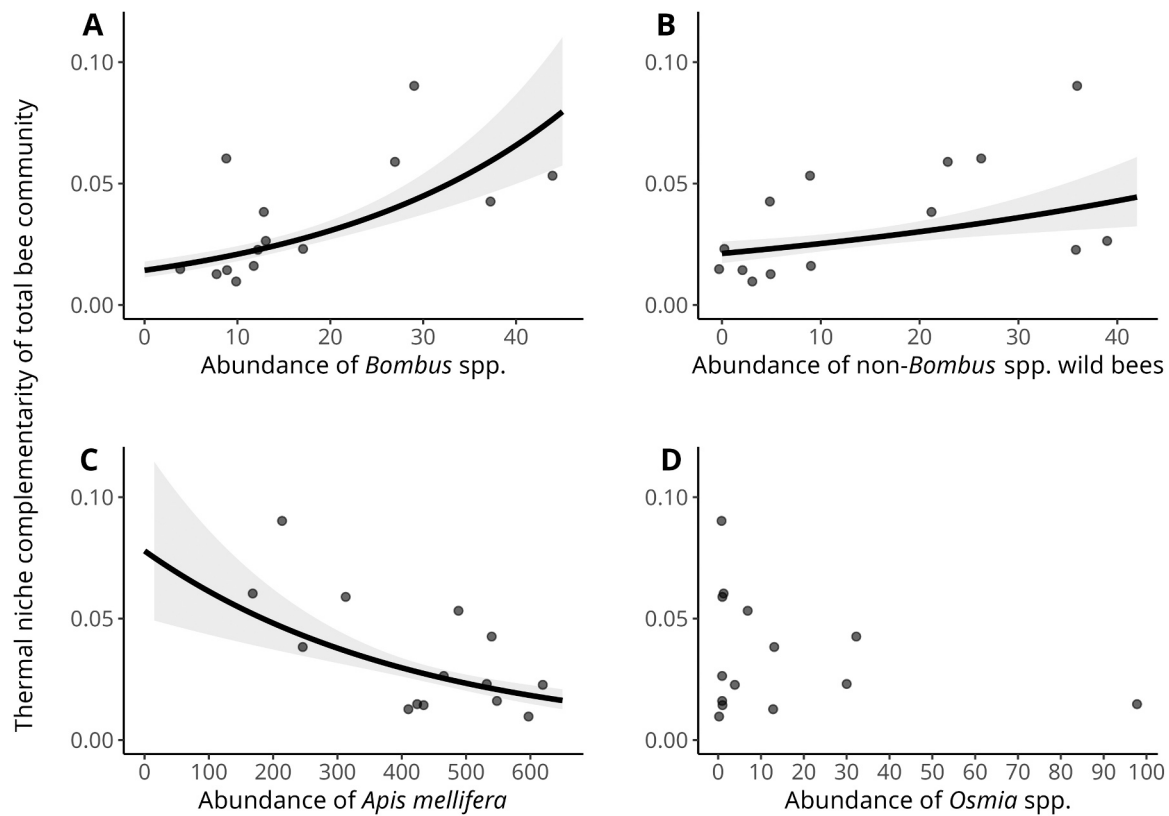 Thermal niche complementarity of total bee community
A
0.10
0.05
0.00
0 10 20 30 40
Abundance of Bombus spp.
B
0.10
0.05
0.00
0 10 20 30 40
Abundance of non-Bombus spp. wild bees
C
0.10
0.05
0.00
0 100 200 300 400 500 600
Abundance of Apis mellifera
D
0.10
0.05
0.00
0 10 20 30 40 50 60 70 80 90 100
Abundance of Osmia spp.